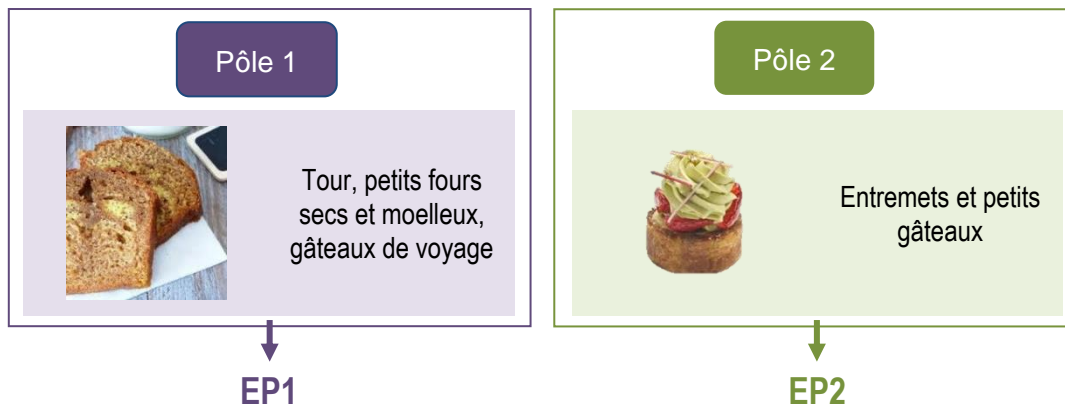 Pôle 1
Tour, petits fours
secs et moelleux,
gâteaux de voyage
EP1
Pôle 2
Entremets et petits
gâteaux
EP2